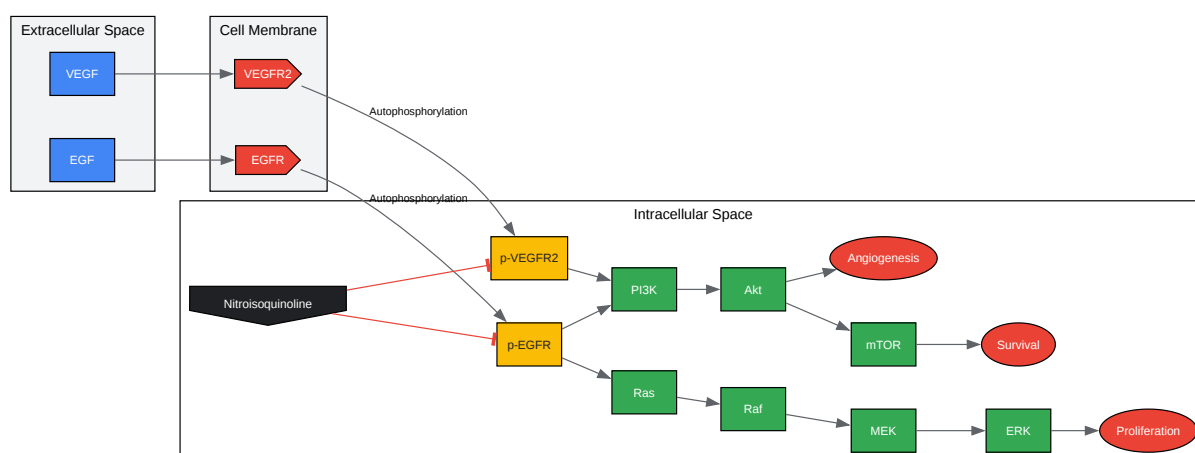 Extracellular Space
Cell Membrane
VEGF
VEGFR2
Autophosphorylation
EGF
EGFR
Autophosphorylation
Intracellular Space
p-VEGFR2
Angiogenesis
Nitroisoquinoline
PI3K
Akt
p-EGFR
mTOR
Survival
Ras
Raf
MEK
ERK
Proliferation